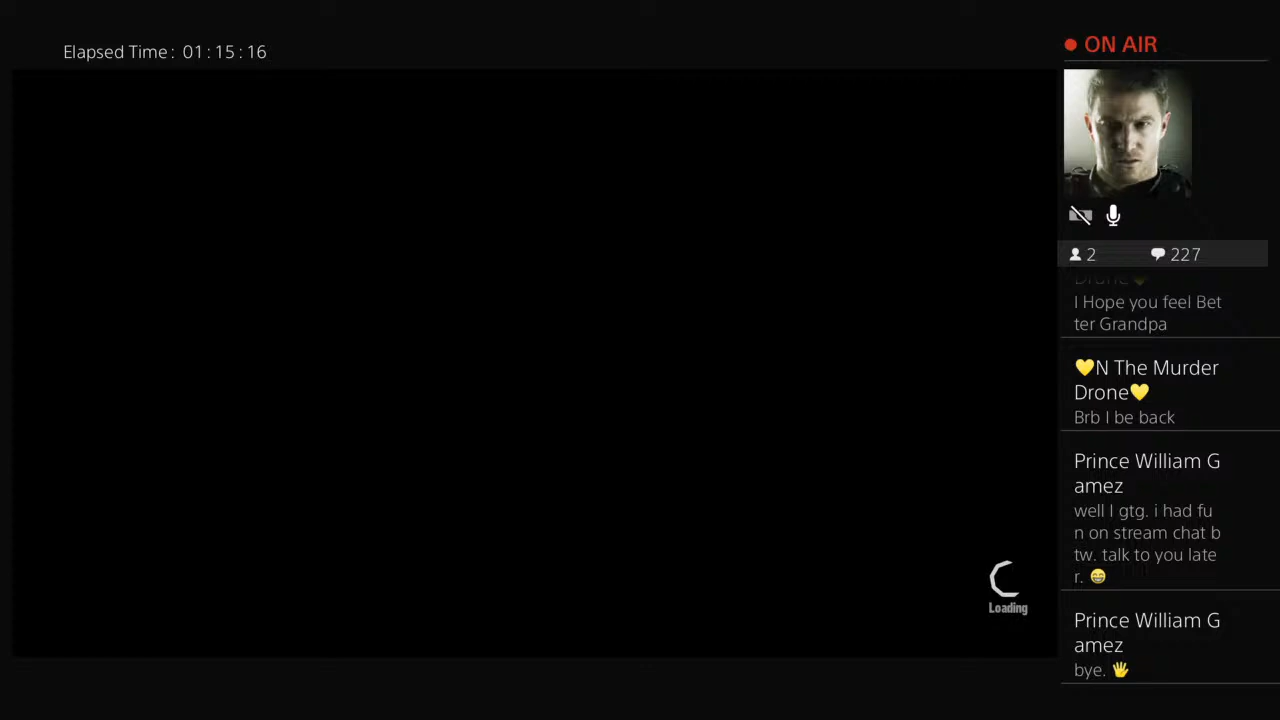 Elapsed Time: 01:15:16
ON AIR
2 227
Drone💛
I Hope you feel Bet
ter Grandpa
💛N The Murder
Drone💛
Brb I be back
Prince William G
amez
well I gtg. i had fu
n on stream chat b
tw. talk to you late
r. 😁
Prince William G
amez
bye. 🖐
Loading